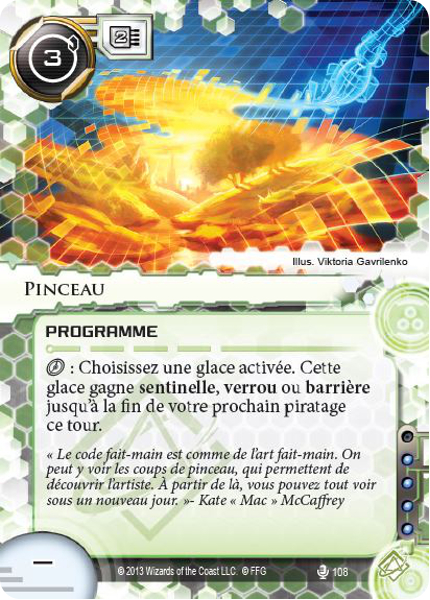 3
2
Illus. Viktoria Gavrilenko
Pinceau
PROGRAMME
: Choisissez une glace activée. Cette
glace gagne sentinelle, verrou ou barrière
jusqu'à la fin de votre prochain piratage
ce tour.
« Le code fait-main est comme de l'art fait-main. On
peut y voir les coups de pinceau, qui permettent de
découvrir l'artiste. À partir de là, vous pouvez tout voir
sous un nouveau jour. »- Kate « Mac » McCaffrey
–
© 2013 Wizards of the Coast LLC. © FFG
108